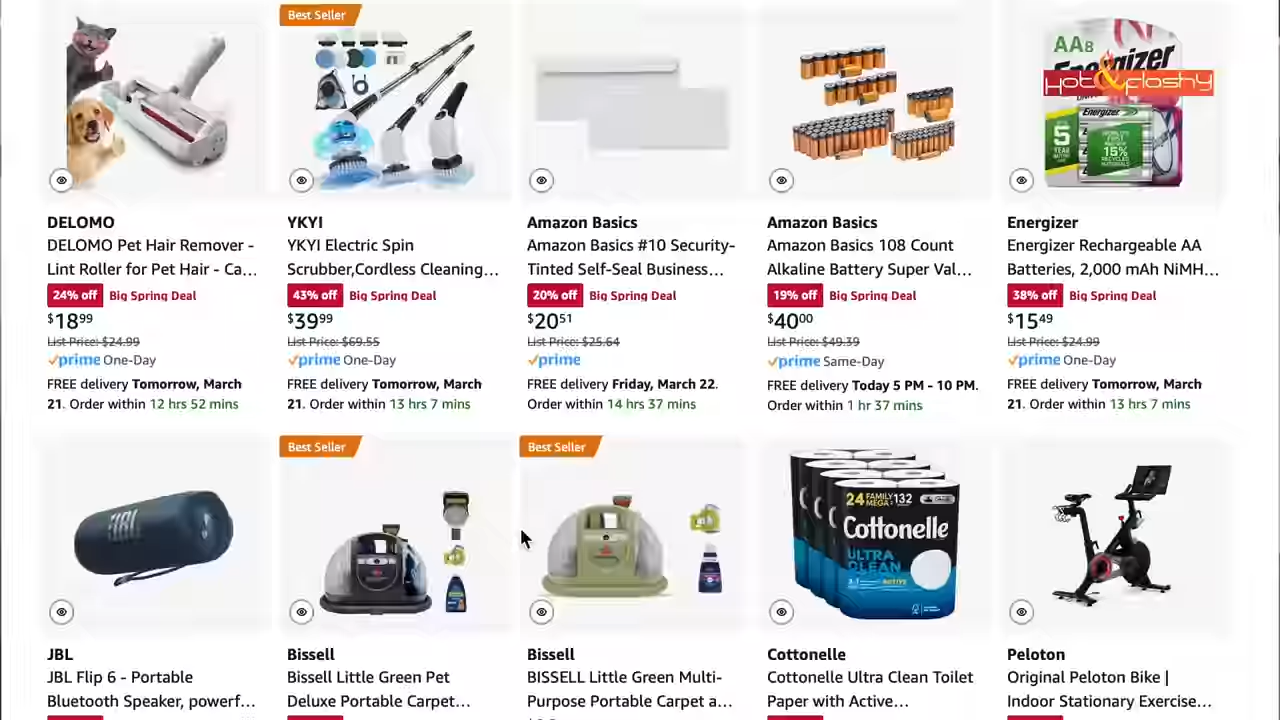 Best Seller
AA8
Energizer
Hot & Flashy
Energizer
5
YEAR
15%
DELOMO
DELOMO Pet Hair Remover -
Lint Roller for Pet Hair - Ca...
24% off Big Spring Deal
$18 99
List Price: $24.99
prime One-Day
FREE delivery Tomorrow, March
21. Order within 12 hrs 52 mins
YKYI
YKYI Electric Spin
Scrubber,Cordless Cleaning...
43% off Big Spring Deal
$39 99
List Price: $69.55
prime One-Day
FREE delivery Tomorrow, March
21. Order within 13 hrs 7 mins
Amazon Basics
Amazon Basics #10 Security-
Tinted Self-Seal Business...
20% off Big Spring Deal
$20 51
List Price: $25.64
prime
FREE delivery Friday, March 22.
Order within 14 hrs 37 mins
Amazon Basics
Amazon Basics 108 Count
Alkaline Battery Super Val...
19% off Big Spring Deal
$40 00
List Price: $49.39
prime Same-Day
FREE delivery Today 5 PM - 10 PM.
Order within 1 hr 37 mins
Energizer
Energizer Rechargeable AA
Batteries, 2,000 mAh NiMH...
38% off Big Spring Deal
$15 49
List Price: $24.99
prime One-Day
FREE delivery Tomorrow, March
21. Order within 13 hrs 7 mins
JBL
Best Seller
Best Seller
24 FAMILY MEGA 132
Cottonelle
ULTRA
CLEAN
JBL
JBL Flip 6 - Portable
Bluetooth Speaker, powerf...
Bissell
Bissell Little Green Pet
Deluxe Portable Carpet...
Bissell
BISSELL Little Green Multi-
Purpose Portable Carpet a...
Cottonelle
Cottonelle Ultra Clean Toilet
Paper with Active...
Peloton
Original Peloton Bike |
Indoor Stationary Exercise...